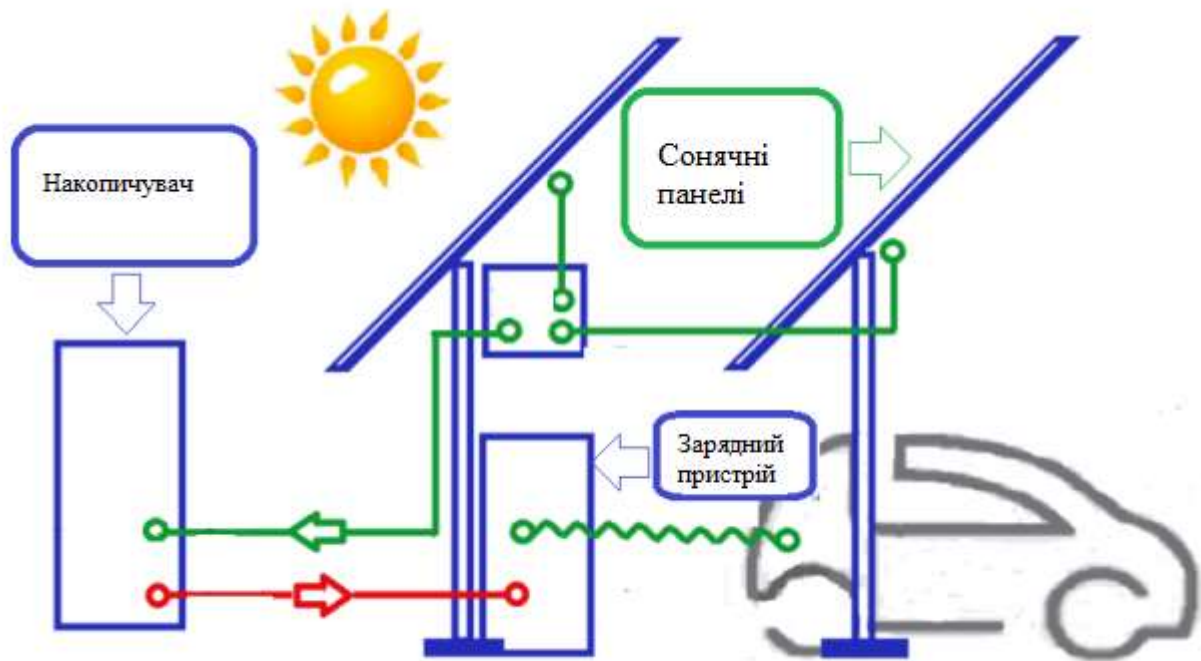 Накопичувач
Сонячні
панелі
Зарядний
пристрій